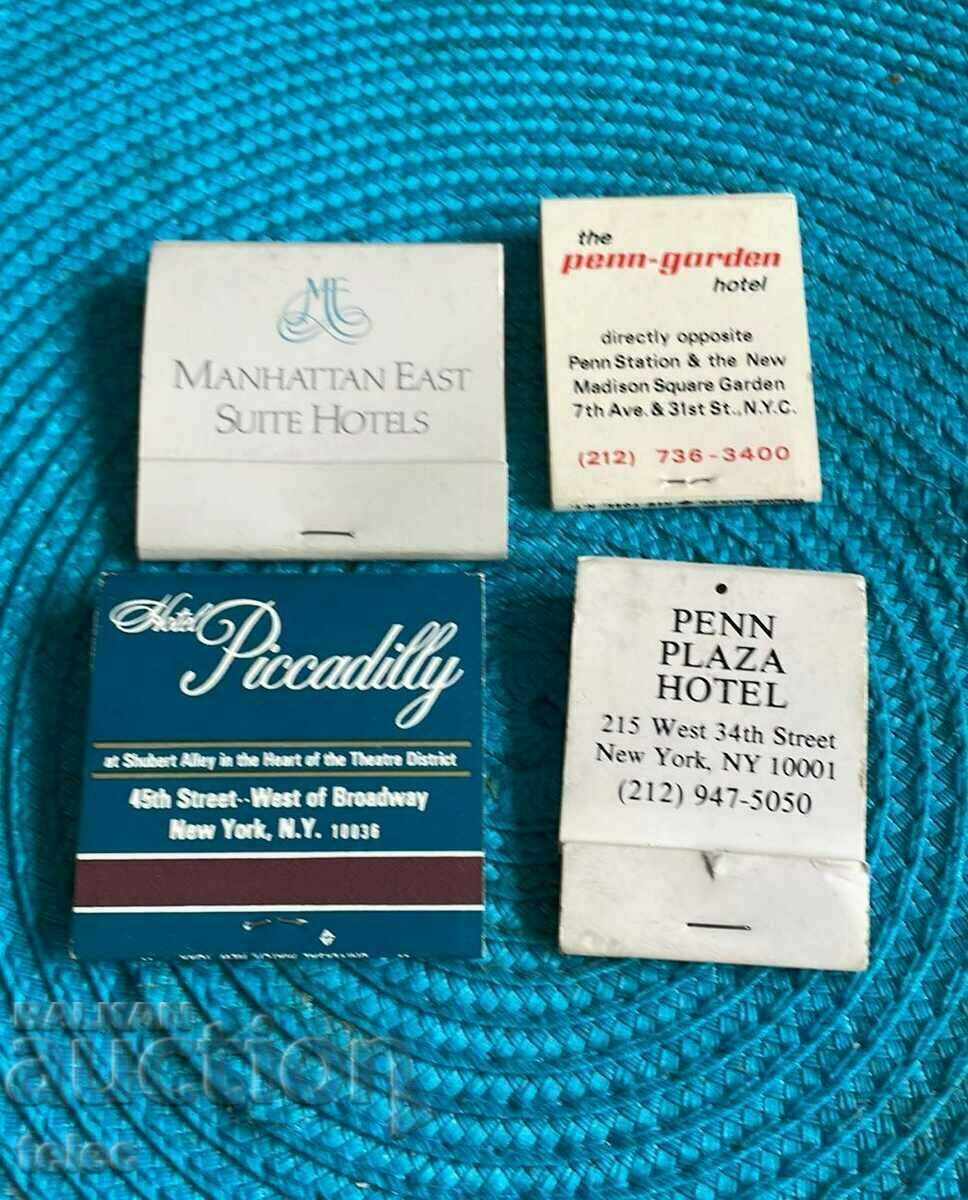 ME
MANHATTAN EAST
SUITE HOTELS
the
penn-garden
hotel
directly opposite
Penn Station & the New
Madison Square Garden
7th Ave. & 31st St., N.Y.C.
(212) 736-3400
Hotel Piccadilly
at Shubert Alley in the Heart of the Theatre District
45th Street--West of Broadway
New York, N.Y. 10036
PENN
PLAZA
HOTEL
215 West 34th Street
New York, NY 10001
(212) 947-5050
BALKAN
auction
telec